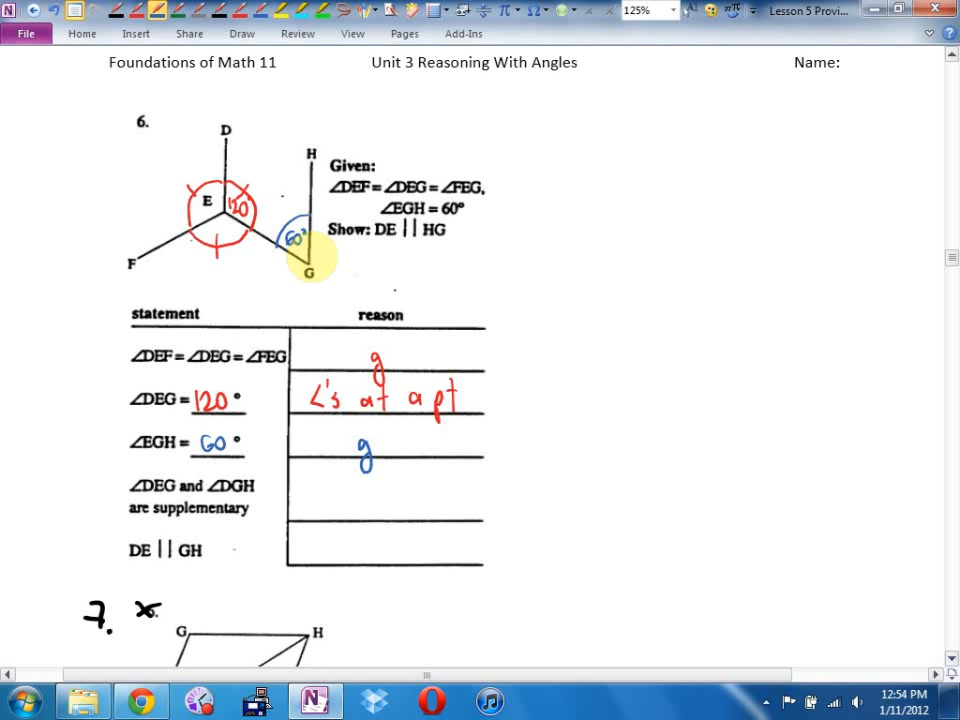 125% Lesson 5 Provi...
File Home Insert Share Draw Review View Pages Add-Ins
Foundations of Math 11 Unit 3 Reasoning With Angles Name:
6.
D
H
Given:
∠DEF = ∠DEG = ∠FEG,
E 120°
∠EGH = 60°
60°
Show: DE || HG
F
G
statement reason
∠DEF = ∠DEG = ∠FEG g
∠DEG = 120 ° ∠'s at a pt
∠EGH = 60 ° g
∠DEG and ∠DGH
are supplementary
DE || GH
7.
G H
12:54 PM
1/11/2012